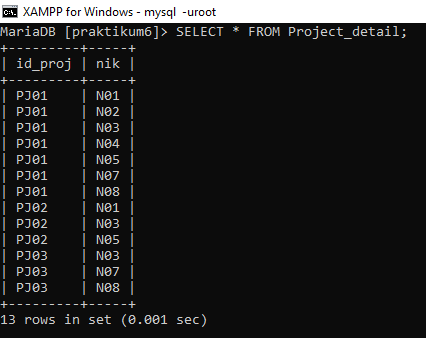 XAMPP for Windows - mysql -uroot
MariaDB [praktikum6]> SELECT * FROM Project_detail;
+---------+-----+
| id_proj | nik |
+---------+-----+
| PJ01    | N01 |
| PJ01    | N02 |
| PJ01    | N03 |
| PJ01    | N04 |
| PJ01    | N05 |
| PJ01    | N07 |
| PJ01    | N08 |
| PJ02    | N01 |
| PJ02    | N03 |
| PJ02    | N05 |
| PJ03    | N03 |
| PJ03    | N07 |
| PJ03    | N08 |
+---------+-----+
13 rows in set (0.001 sec)